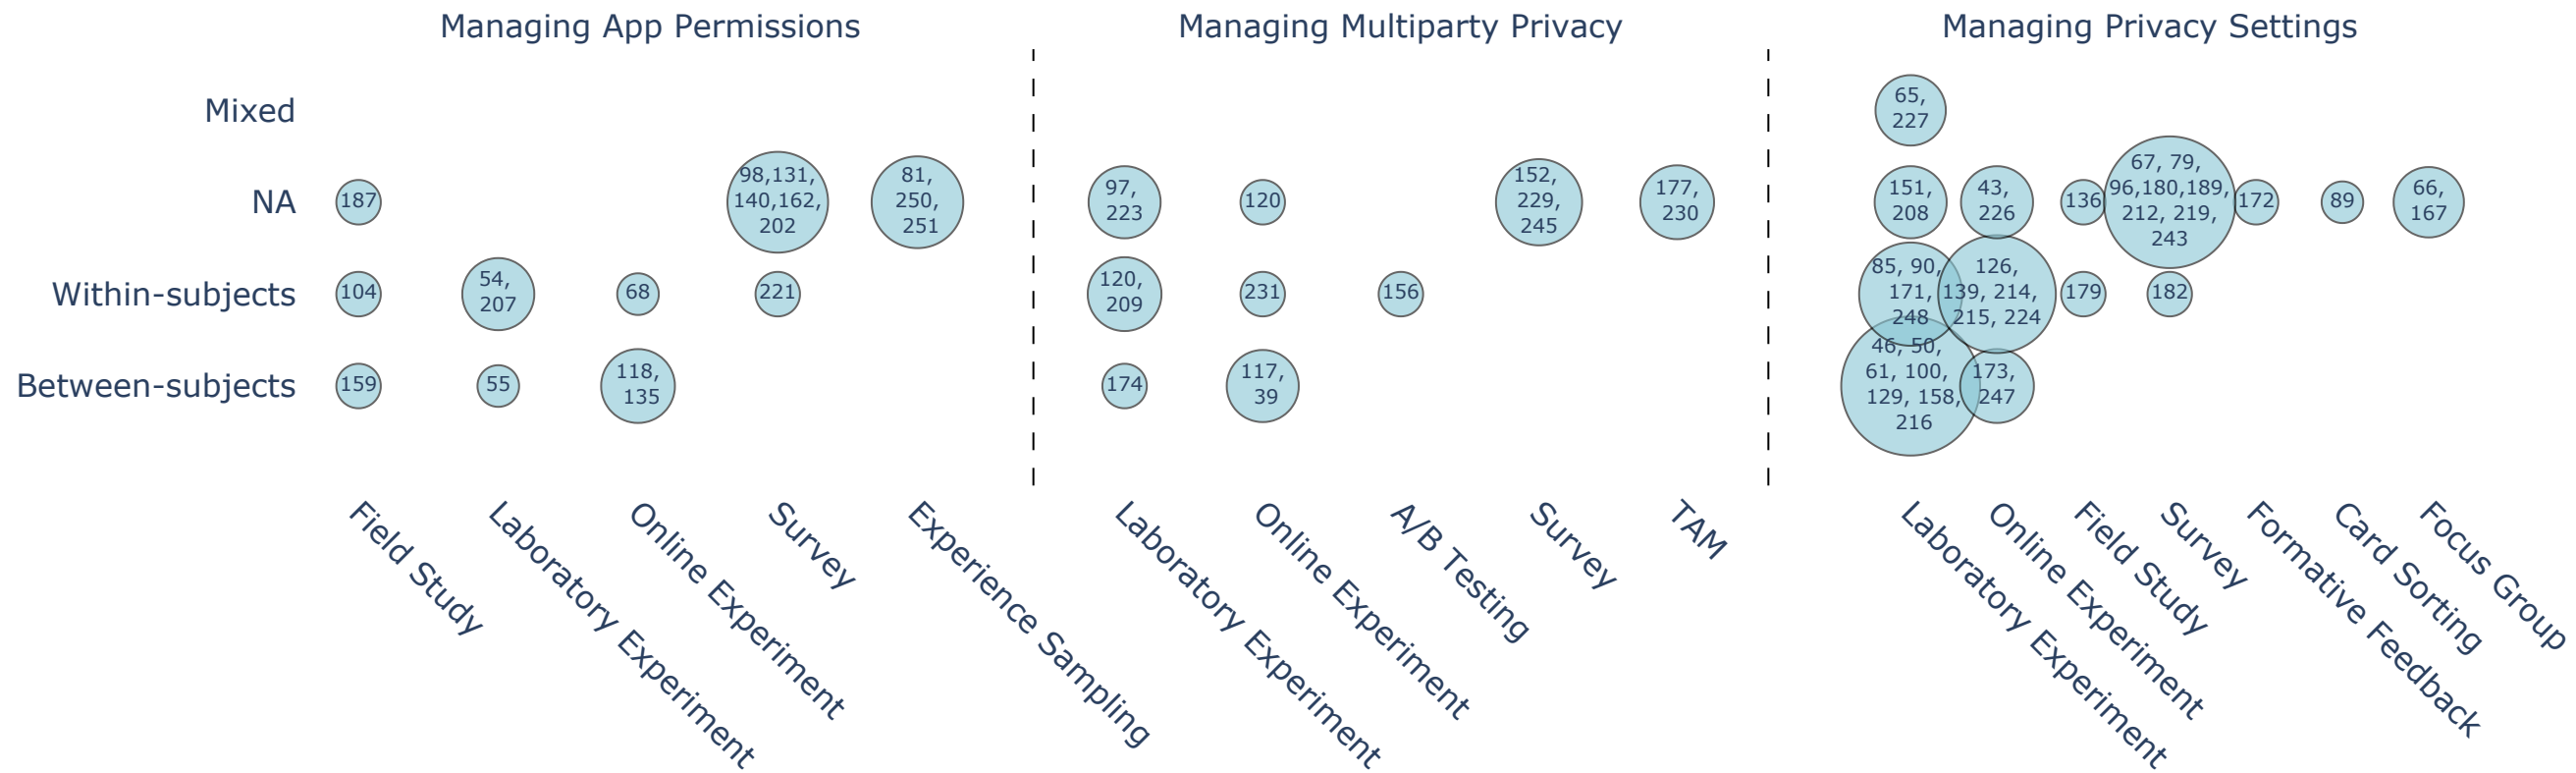 Managing App Permissions
Managing Multiparty Privacy
Managing Privacy Settings
Mixed
65,
227
NA
187
98,131,
140,162,
202
81,
250,
251
97,
223
120
152,
229,
245
177,
230
151,
208
43,
226
136
67, 79,
96,180,189,
212, 219,
243
172
89
66,
167
Within-subjects
104
54,
207
68
221
120,
209
231
156
85, 90,
171,
248
126,
139, 214,
215, 224
179
182
Between-subjects
159
55
118,
135
174
117,
39
46, 50,
61, 100,
129, 158,
216
173,
247
Field Study
Laboratory Experiment
Online Experiment
Survey
Experience Sampling
Laboratory Experiment
Online Experiment
A/B Testing
Survey
TAM
Laboratory Experiment
Online Experiment
Field Study
Survey
Formative Feedback
Card Sorting
Focus Group